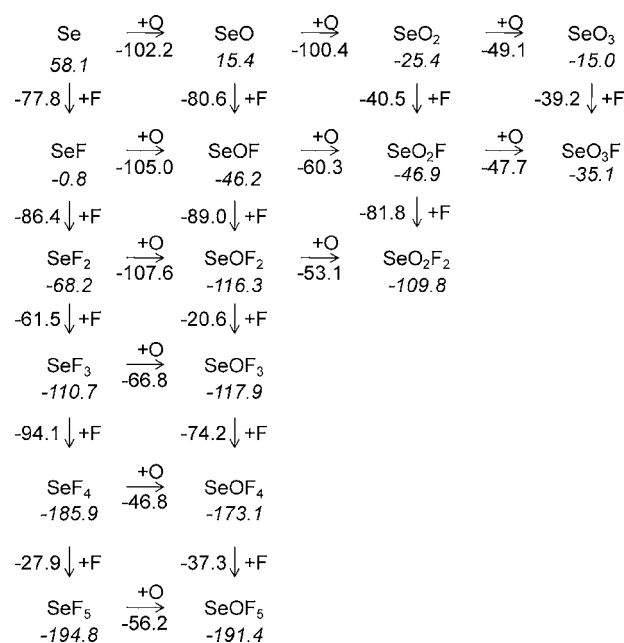 Se +O -102.2 SeO +O -100.4 SeO₂ +O -49.1 SeO₃
58.1 15.4 -25.4 -15.0
-77.8 +F -80.6 +F -40.5 +F -39.2 +F
SeF +O -105.0 SeOF +O -60.3 SeO₂F +O -47.7 SeO₃F
-0.8 -46.2 -46.9 -35.1
-86.4 +F -89.0 +F -81.8 +F
SeF₂ +O -107.6 SeOF₂ +O -53.1 SeO₂F₂
-68.2 -116.3 -109.8
-61.5 +F -20.6 +F
SeF₃ +O -66.8 SeOF₃
-110.7 -117.9
-94.1 +F -74.2 +F
SeF₄ +O -46.8 SeOF₄
-185.9 -173.1
-27.9 +F -37.3 +F
SeF₅ +O -56.2 SeOF₅
-194.8 -191.4